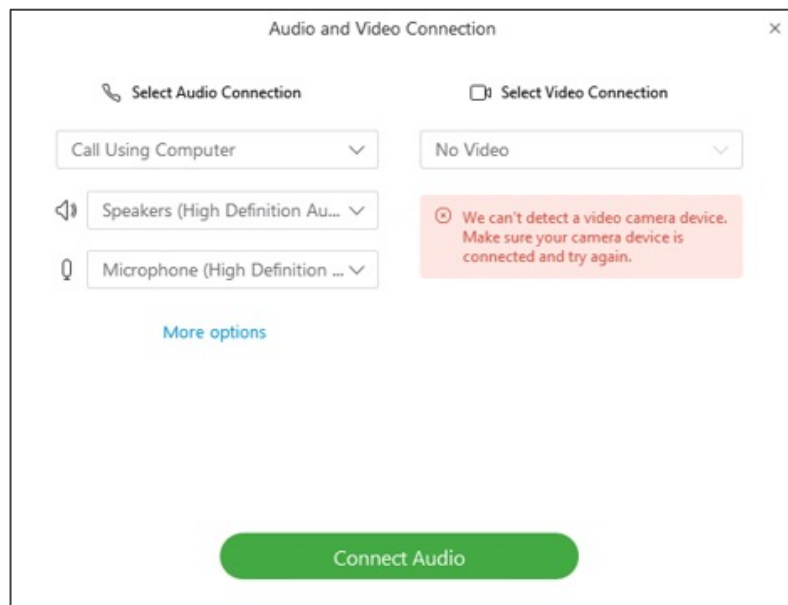 Audio and Video Connection
Select Audio Connection
Select Video Connection
Call Using Computer
No Video
Speakers (High Definition Au...
We can't detect a video camera device.
Make sure your camera device is
connected and try again.
Microphone (High Definition ...
More options
Connect Audio